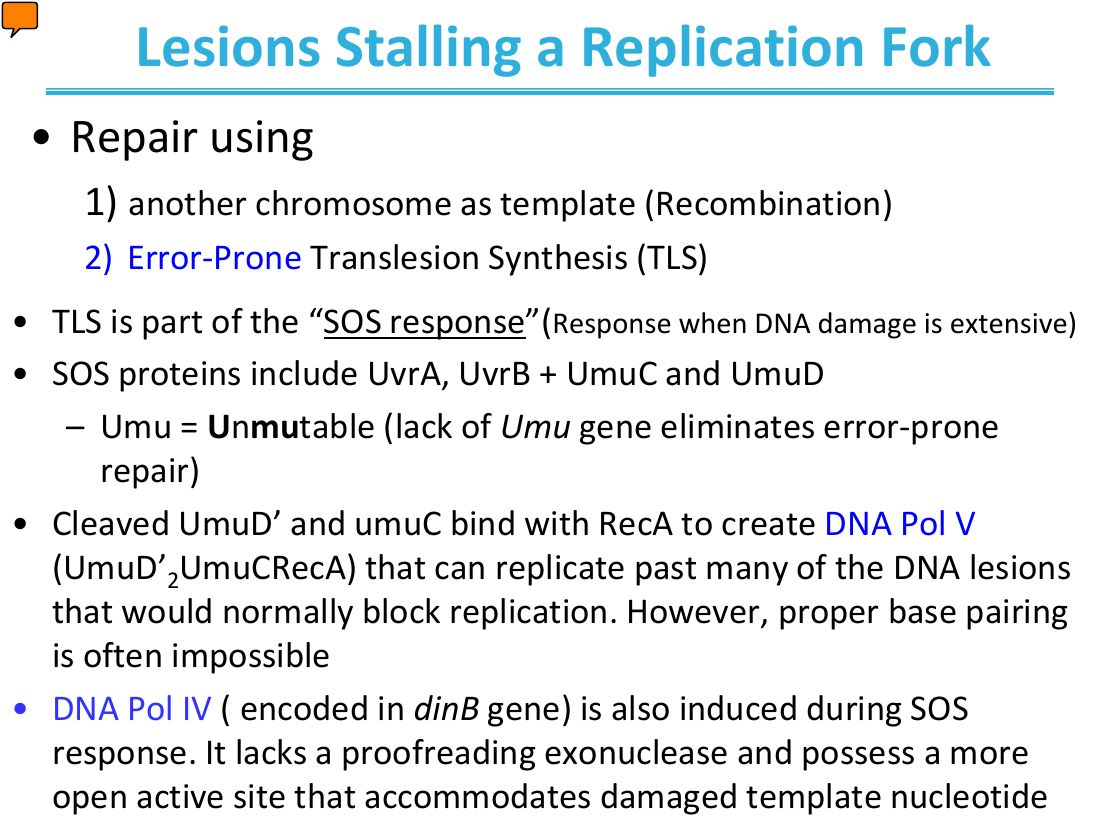 Lesions Stalling a Replication Fork
• Repair using
1) another chromosome as template (Recombination)
2) Error-Prone Translesion Synthesis (TLS)
• TLS is part of the “SOS response”(Response when DNA damage is extensive)
• SOS proteins include UvrA, UvrB + UmuC and UmuD
– Umu = Unmutable (lack of Umu gene eliminates error-prone
repair)
• Cleaved UmuD’ and umuC bind with RecA to create DNA Pol V
(UmuD’₂UmuCRecA) that can replicate past many of the DNA lesions
that would normally block replication. However, proper base pairing
is often impossible
• DNA Pol IV ( encoded in dinB gene) is also induced during SOS
response. It lacks a proofreading exonuclease and possess a more
open active site that accommodates damaged template nucleotide